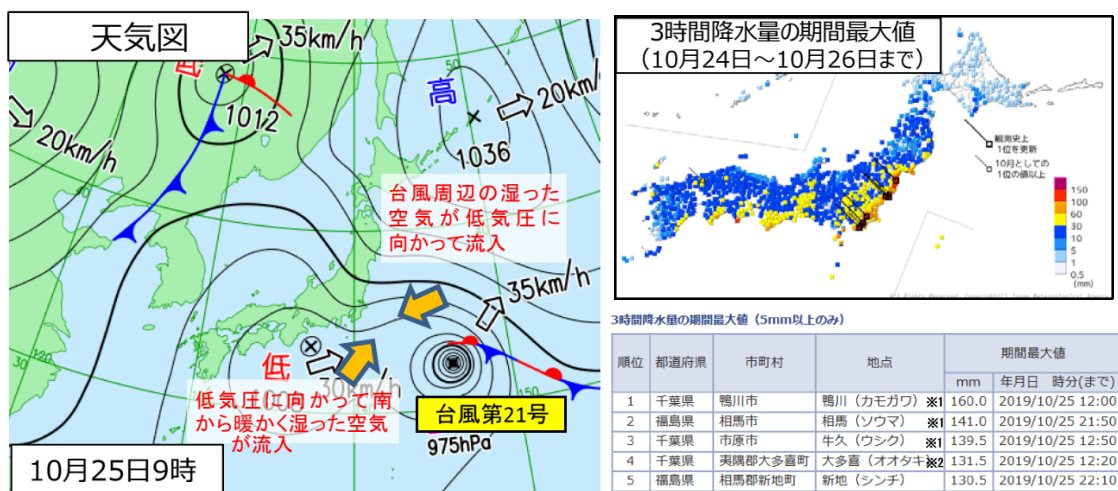 天気図
35km/h
低
1012
20km/h
高
20km/h
1036
50
台風周辺の湿った
空気が低気圧に
向かって流入
40
35km/h
低
30km/h
低気圧に向かって南
から暖かく湿った空気
が流入
30
120
150
台風第21号
975hPa
10月25日9時
3時間降水量の期間最大値
(10月24日～10月26日まで)
観測史上
1位を更新
10月としての
1位の値以上
150
100
60
30
10
5
1
0.5
(mm)
3時間降水量の期間最大値（5mm以上のみ）
順位 都道府県 市町村 地点 期間最大値
mm 年月日 時分(まで)
1 千葉県 鴨川市 鴨川（カモガワ） ※1 160.0 2019/10/25 12:00
2 福島県 相馬市 相馬（ソウマ） ※1 141.0 2019/10/25 21:50
3 千葉県 市原市 牛久（ウシク） ※1 139.5 2019/10/25 12:50
4 千葉県 夷隅郡大多喜町 大多喜（オオタキ ※2 131.5 2019/10/25 12:20
5 福島県 相馬郡新地町 新地（シンチ） 130.5 2019/10/25 22:10